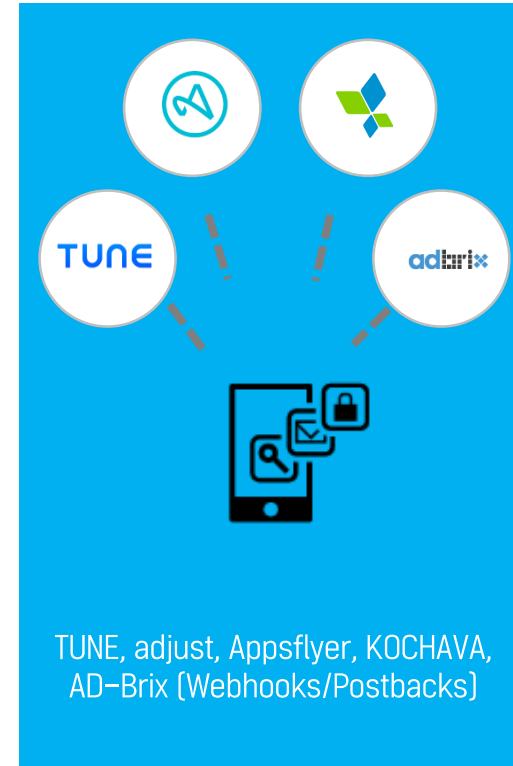 TUNE
adbrix
TUNE, adjust, Appsflyer, KOCHAVA,
AD-Brix (Webhooks/Postbacks)